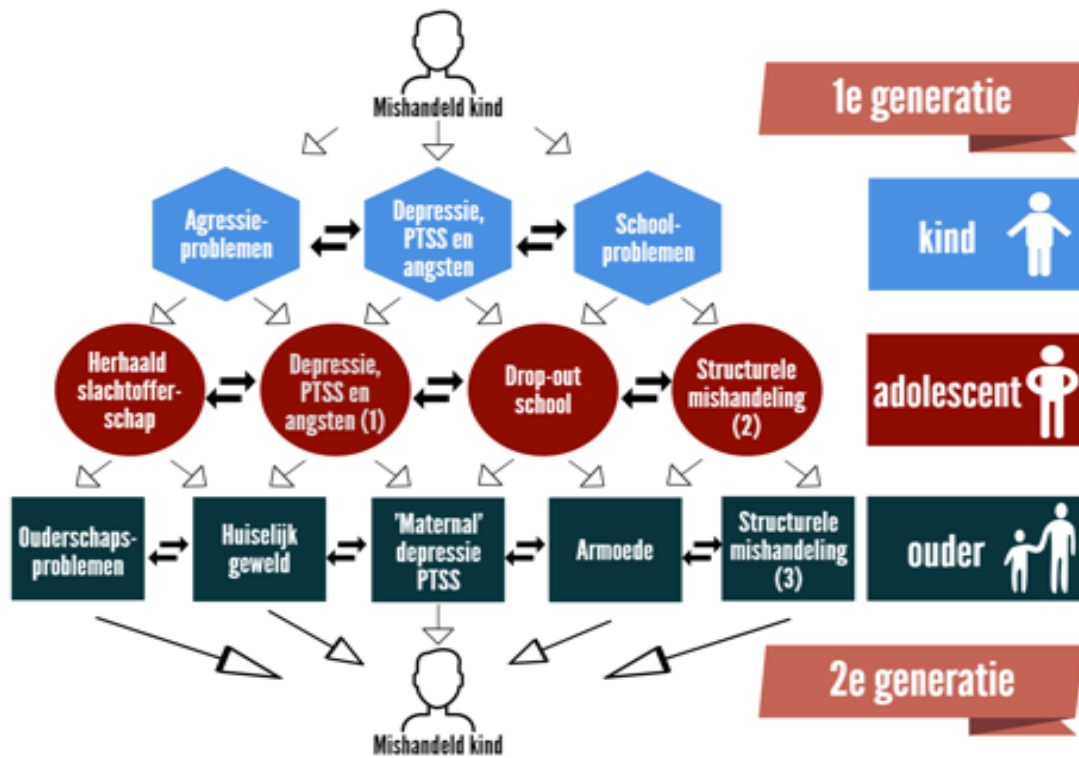 Mishandeld kind
1e generatie
Agressie-
problemen
Depressie,
PTSS en
angsten
School-
problemen
kind
Herhaald
slachtoffer-
schap
Depressie,
PTSS en
angsten (1)
Drop-out
school
Structurele
mishandeling
(2)
adolescent
Ouderschaps-
problemen
Huiselijk
geweld
'Maternal'
depressie
PTSS
Armoede
Structurele
mishandeling
(3)
ouder
Mishandeld kind
2e generatie